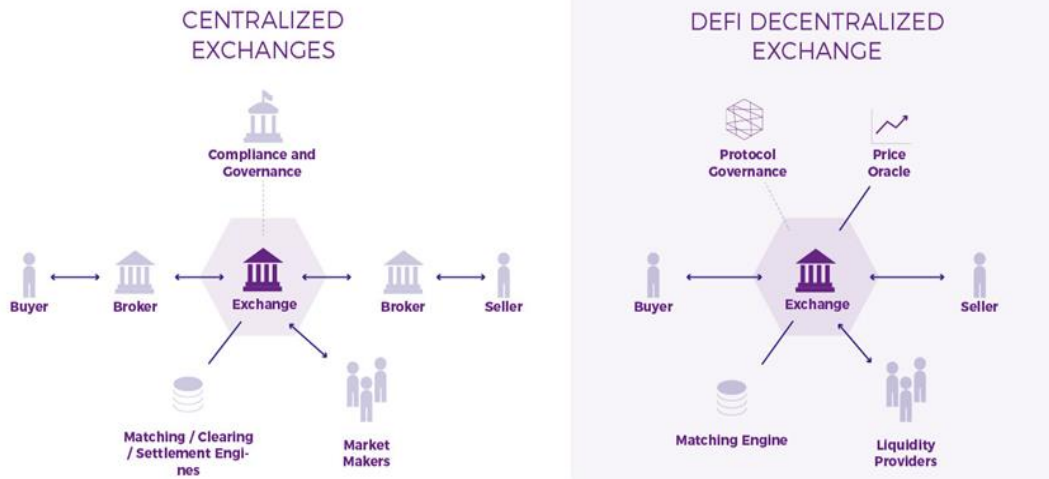 CENTRALIZED
EXCHANGES
Compliance and
Governance
Buyer
Broker
Exchange
Broker
Seller
Matching / Clearing
/ Settlement Engi-
nes
Market
Makers
DEFI DECENTRALIZED
EXCHANGE
Protocol
Governance
Price
Oracle
Buyer
Exchange
Seller
Matching Engine
Liquidity
Providers